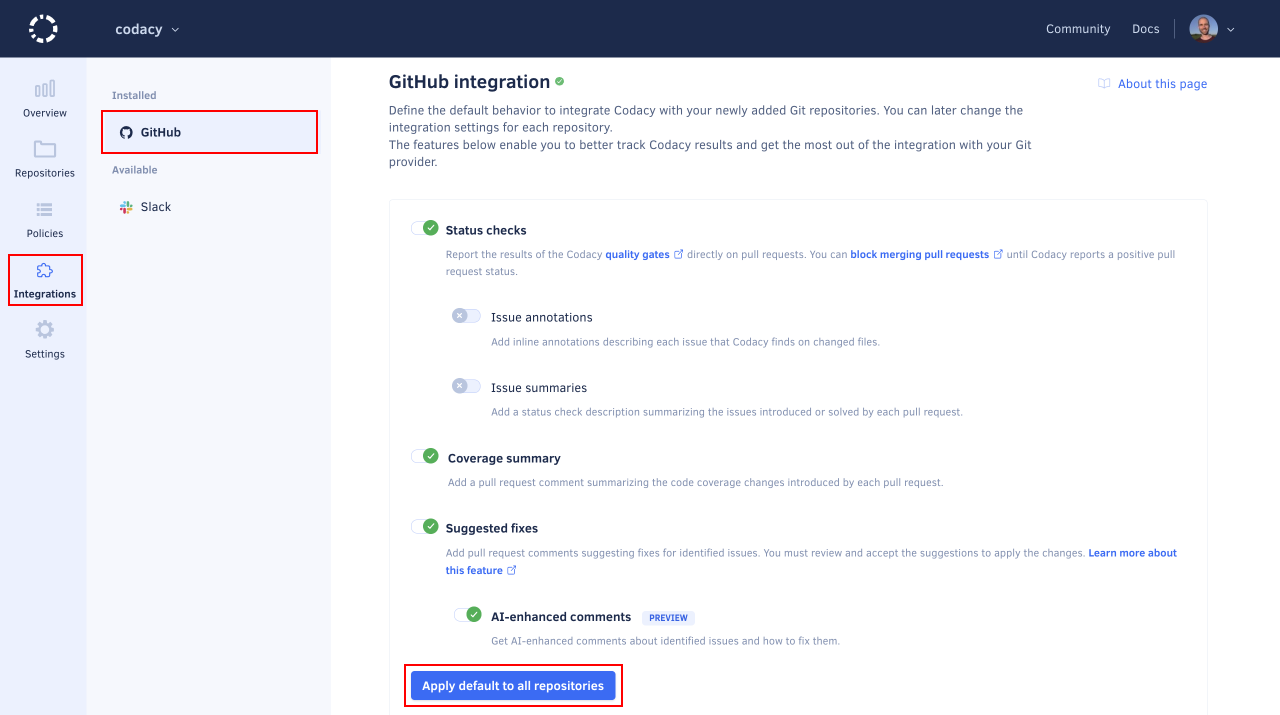 codacy
Community
Docs
Overview
Repositories
Policies
Integrations
Settings
Installed
GitHub
Available
Slack
GitHub integration
About this page
Define the default behavior to integrate Codacy with your newly added Git repositories. You can later change the
integration settings for each repository.
The features below enable you to better track Codacy results and get the most out of the integration with your Git
provider.
Status checks
Report the results of the Codacy quality gates directly on pull requests. You can block merging pull requests until Codacy reports a positive pull
request status.
Issue annotations
Add inline annotations describing each issue that Codacy finds on changed files.
Issue summaries
Add a status check description summarizing the issues introduced or solved by each pull request.
Coverage summary
Add a pull request comment summarizing the code coverage changes introduced by each pull request.
Suggested fixes
Add pull request comments suggesting fixes for identified issues. You must review and accept the suggestions to apply the changes. Learn more about
this feature
AI-enhanced comments PREVIEW
Get AI-enhanced comments about identified issues and how to fix them.
Apply default to all repositories